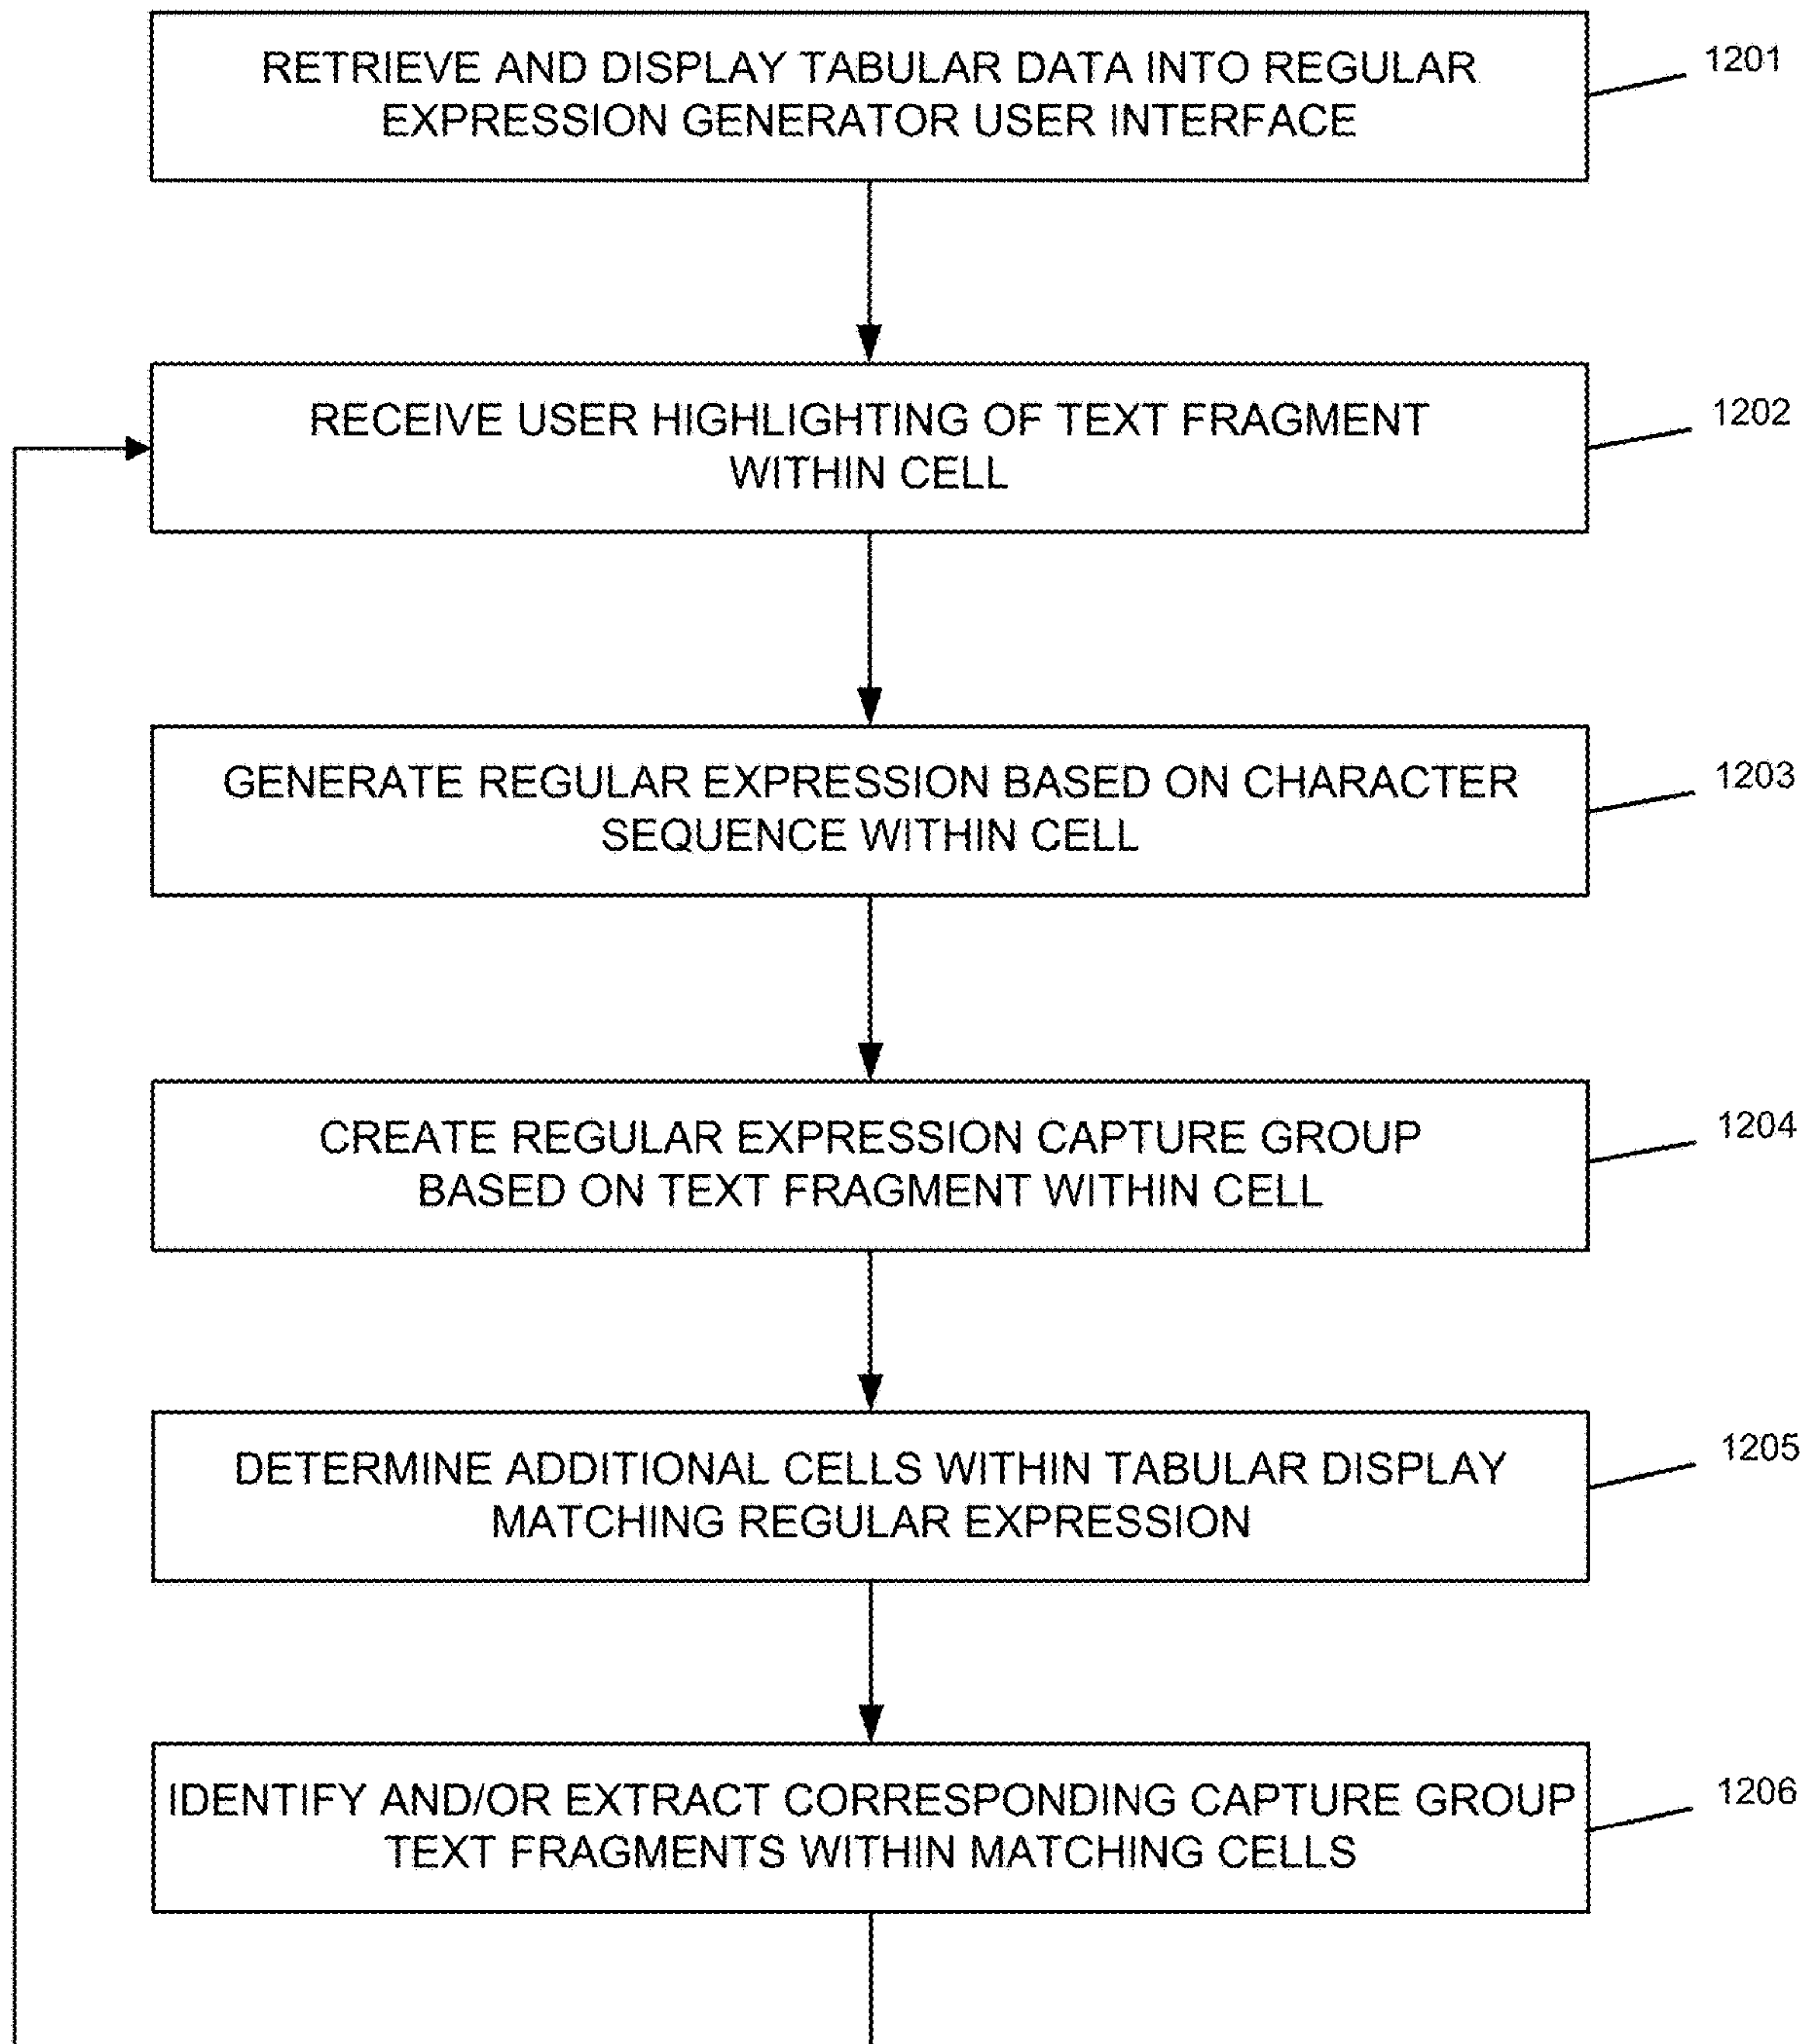 RETRIEVE AND DISPLAY TABULAR DATA INTO REGULAR
EXPRESSION GENERATOR USER INTERFACE
1201
RECEIVE USER HIGHLIGHTING OF TEXT FRAGMENT
WITHIN CELL
1202
GENERATE REGULAR EXPRESSION BASED ON CHARACTER
SEQUENCE WITHIN CELL
1203
CREATE REGULAR EXPRESSION CAPTURE GROUP
BASED ON TEXT FRAGMENT WITHIN CELL
1204
DETERMINE ADDITIONAL CELLS WITHIN TABULAR DISPLAY
MATCHING REGULAR EXPRESSION
1205
IDENTIFY AND/OR EXTRACT CORRESPONDING CAPTURE GROUP
TEXT FRAGMENTS WITHIN MATCHING CELLS
1206